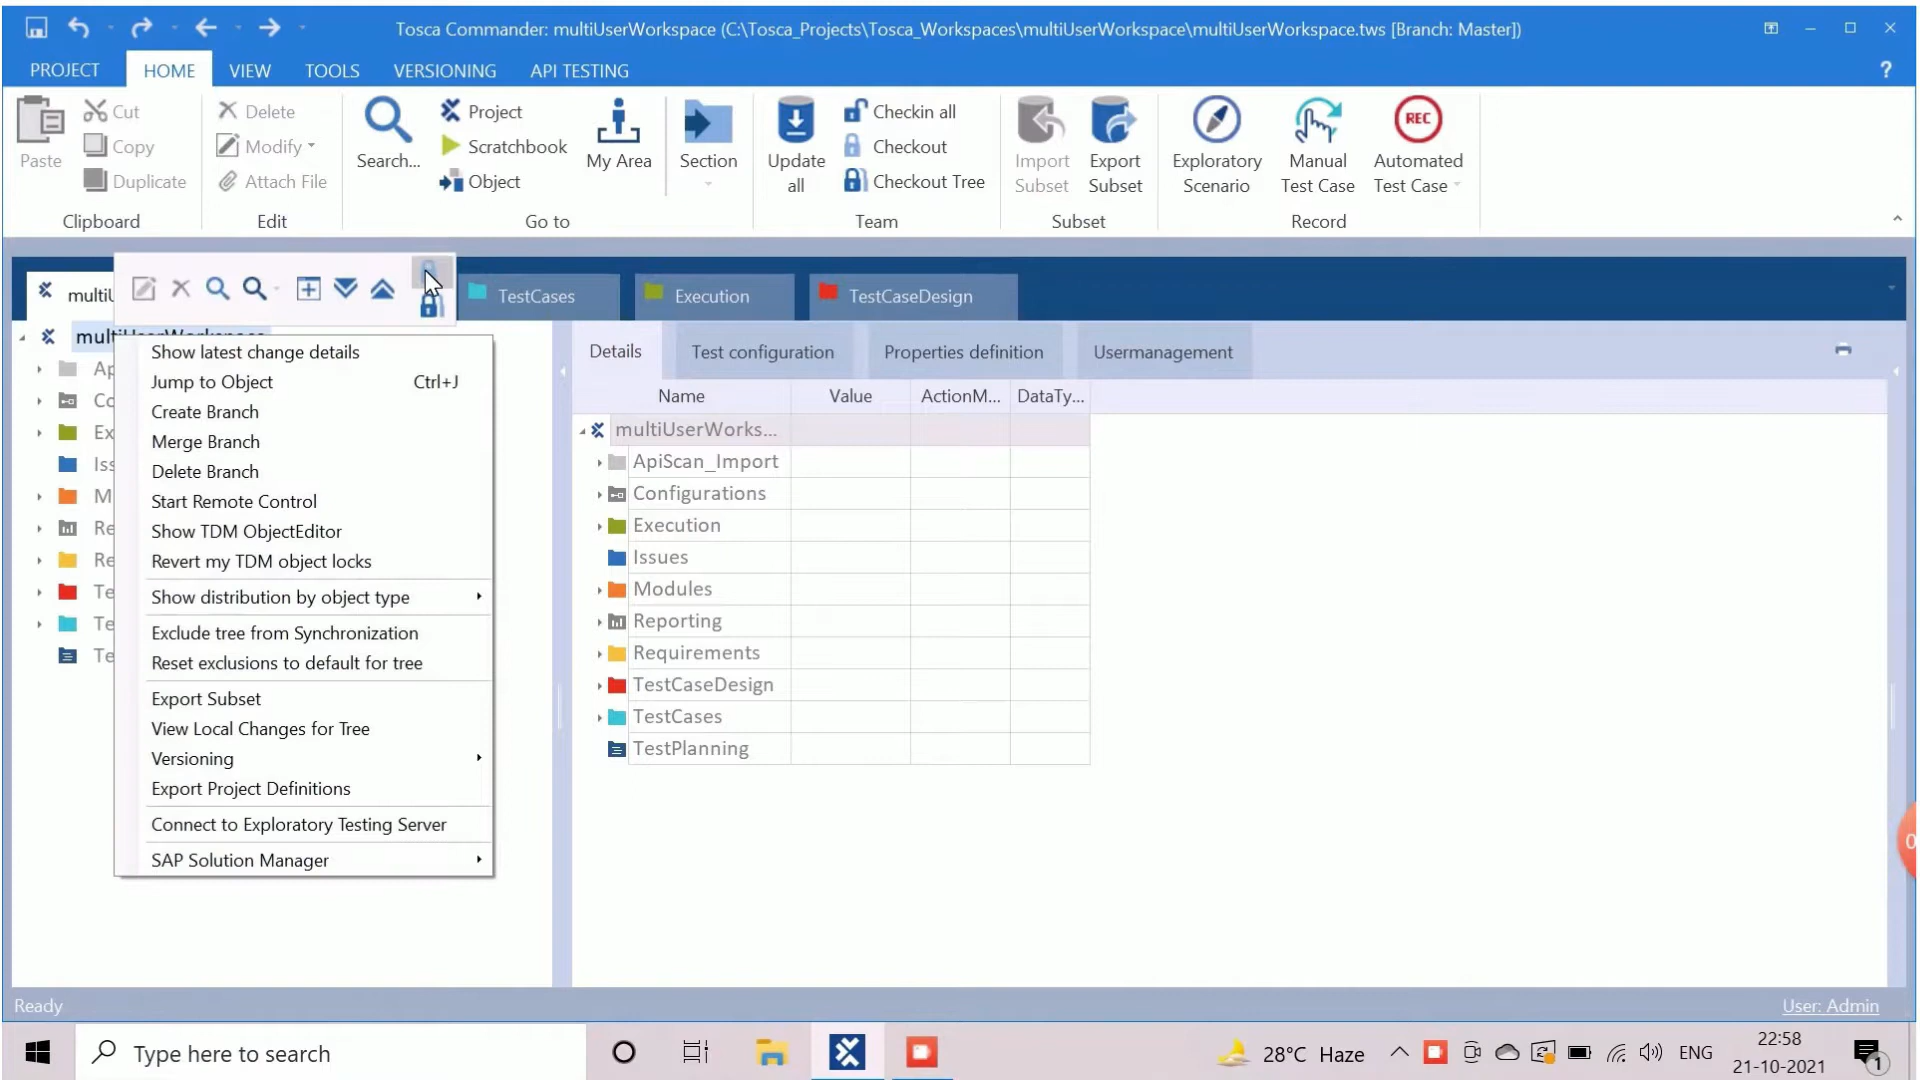 Tosca Commander: multiUserWorkspace (C:\Tosca_Projects\Tosca_Workspaces\multiUserWorkspace\multiUserWorkspace.tws [Branch: Master])
PROJECT HOME VIEW TOOLS VERSIONING API TESTING ?
Paste
Cut
Copy
Duplicate
Clipboard
Delete
Modify
Attach File
Edit
Search...
Project
Scratchbook
Object
My Area
Go to
Section
Update all
Checkin all
Checkout
Checkout Tree
Team
Import Subset
Export Subset
Subset
Exploratory Scenario
Manual Test Case
REC
Automated Test Case
Record
TestCases
Execution
TestCaseDesign
Show latest change details
Jump to Object Ctrl+J
Create Branch
Merge Branch
Delete Branch
Start Remote Control
Show TDM ObjectEditor
Revert my TDM object locks
Show distribution by object type
Exclude tree from Synchronization
Reset exclusions to default for tree
Export Subset
View Local Changes for Tree
Versioning
Export Project Definitions
Connect to Exploratory Testing Server
SAP Solution Manager
Details Test configuration Properties definition Usermanagement
Name Value ActionM... DataTy...
multiUserWorks...
ApiScan_Import
Configurations
Execution
Issues
Modules
Reporting
Requirements
TestCaseDesign
TestCases
TestPlanning
Ready
User: Admin
Type here to search
28°C Haze
ENG
22:58
21-10-2021
1